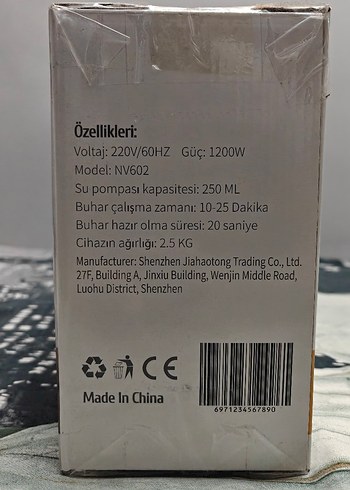 Özellikleri:
Voltaj: 220V/60HZ Güç: 1200W
Model: NV602
Su pompası kapasitesi: 250 ML
Buhar çalışma zamanı: 10-25 Dakika
Buhar hazır olma süresi: 20 saniye
Cihazın ağırlığı: 2.5 KG
Manufacturer: Shenzhen Jiahaotong Trading Co., Ltd.
27F, Building A, Jinxiu Building, Wenjin Middle Road,
Luohu District, Shenzhen
CE
Made In China
6971234567890